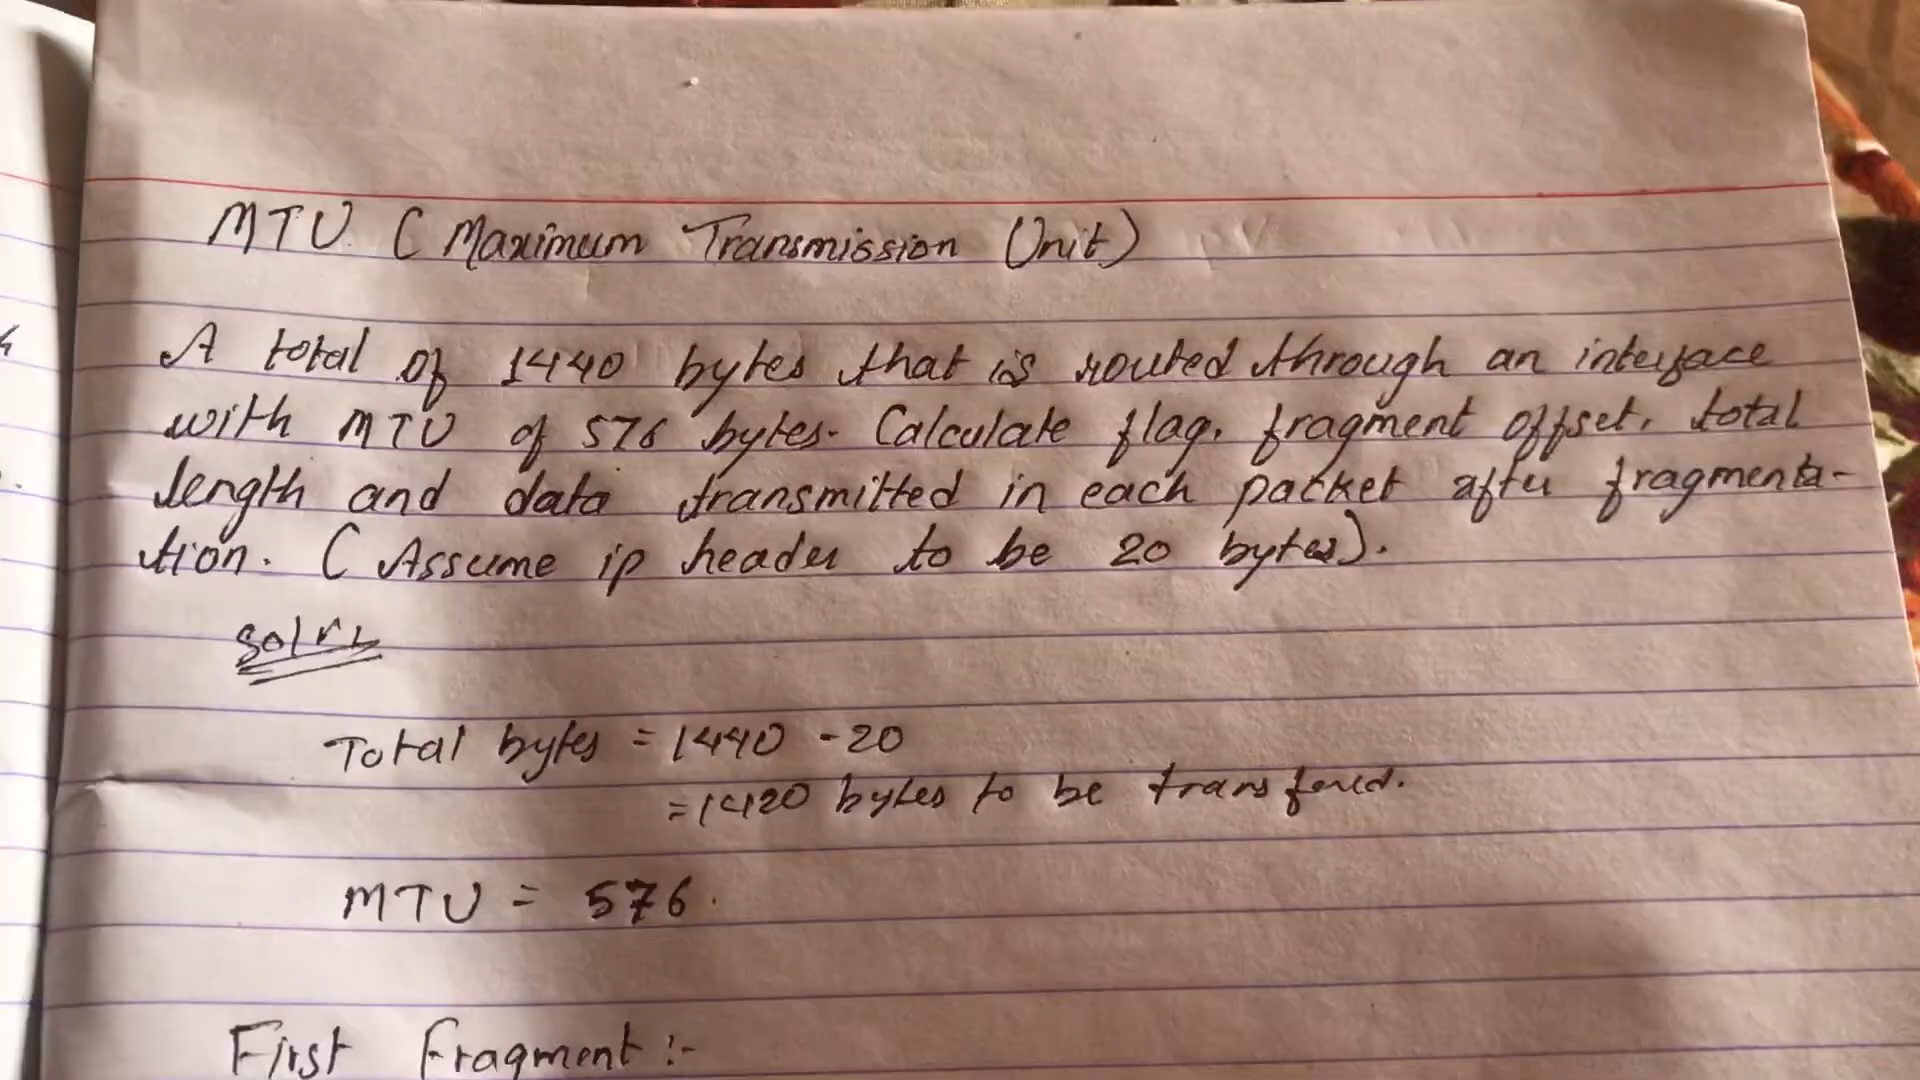 MTU (Maximum Transmission Unit)
A total of 1440 bytes that is routed through an interface
with MTU of 576 bytes. Calculate flag, fragment offset, total
length and data transmitted in each packet after fragmenta-
tion. (Assume ip header to be 20 bytes).
Total bytes = 1440 - 20
= 1420 bytes to be transfered.
MTU = 576.
First Fragment :-